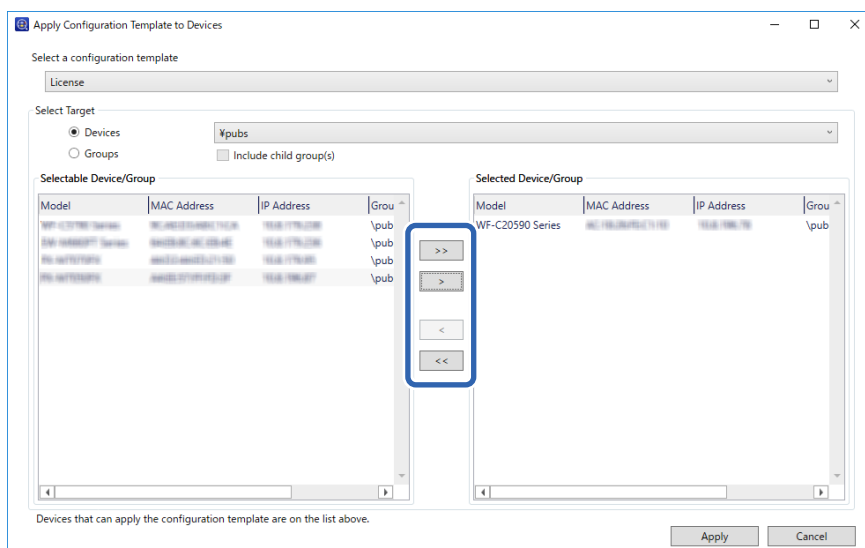 Apply Configuration Template to Devices
Select a configuration template
License
Select Target
Devices
¥pubs
Groups
Include child group(s)
Selectable Device/Group
Selected Device/Group
Model MAC Address IP Address Grou
Model MAC Address IP Address Grou
\pub
WF-C20590 Series \pub
\pub
\pub
\pub
>>
>
<
<<
Devices that can apply the configuration template are on the list above.
Apply Cancel